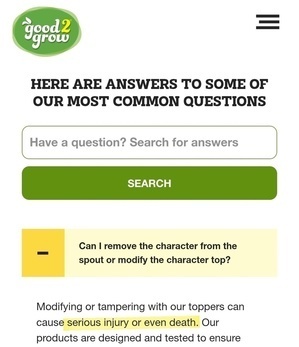 good2
grow
HERE ARE ANSWERS TO SOME OF
OUR MOST COMMON QUESTIONS
Have a question? Search for answers
SEARCH
Can I remove the character from the
spout or modify the character top?
Modifying or tampering with our toppers can
cause serious injury or even death. Our
products are designed and tested to ensure